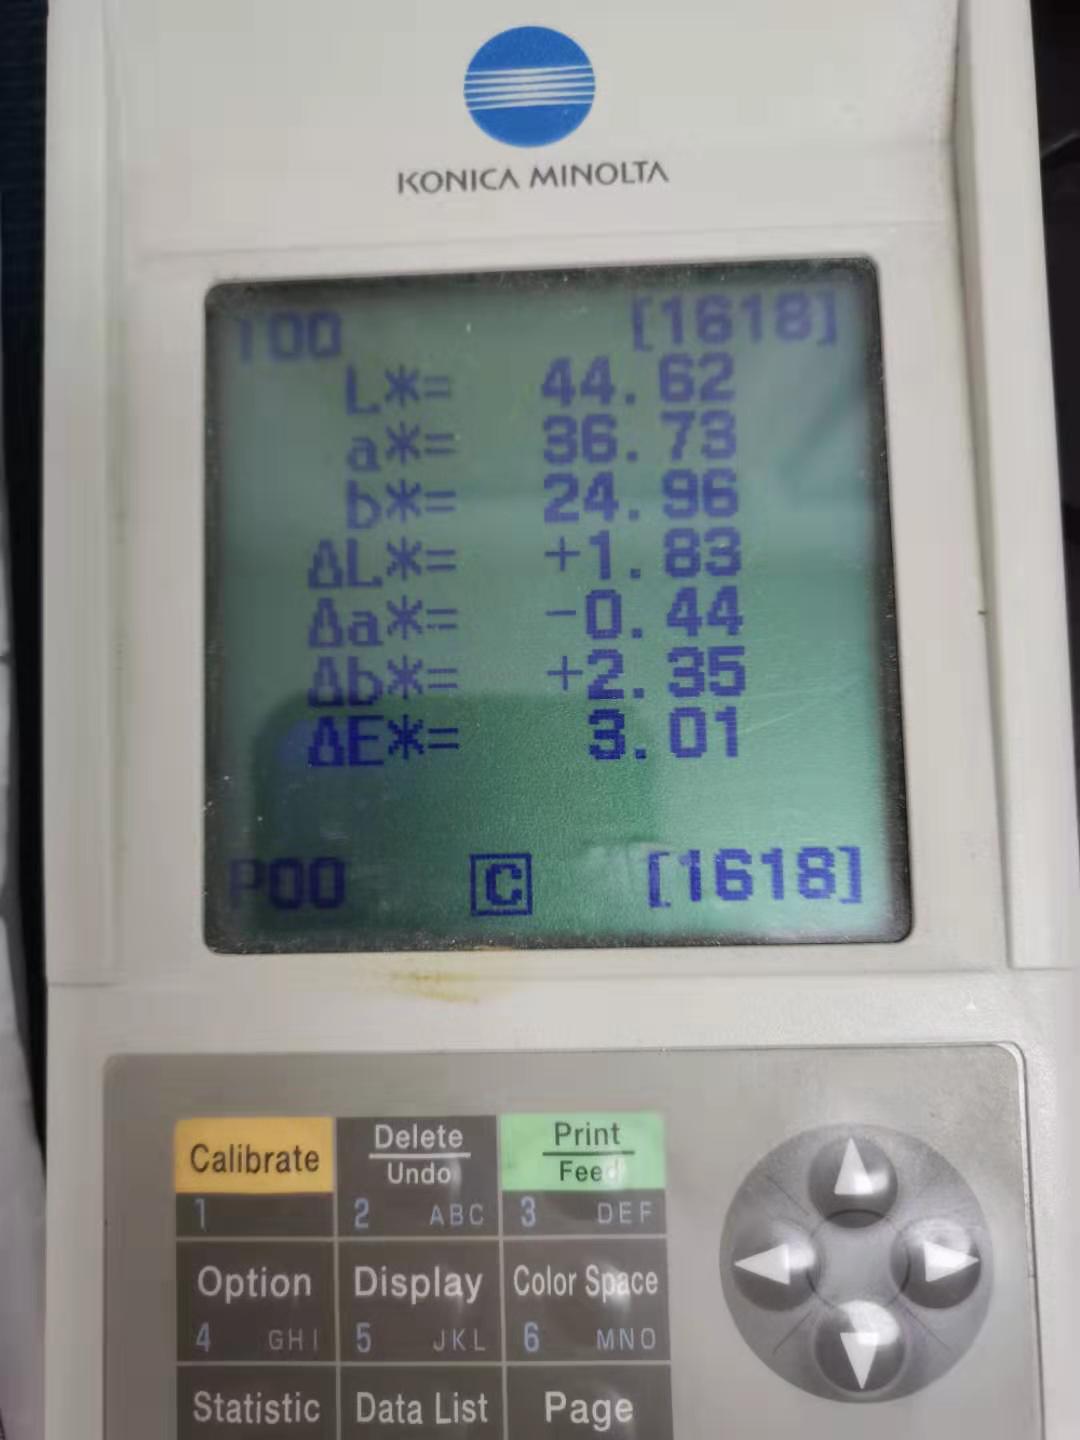 KONICA MINOLTA
T00 [1618]
L*= 44.62
a*= 36.73
b*= 24.96
ΔL*= +1.83
Δa*= -0.44
Δb*= +2.35
ΔE*= 3.01
P00 C [1618]
Calibrate Delete/Undo Print/Feed
1 2 ABC 3 DEF
Option Display Color Space
4 GHI 5 JKL 6 MNO
Statistic Data List Page